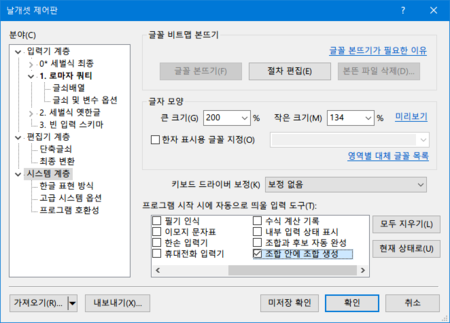 날개셋 제어판
분야(C)
입력기 계층
0* 세벌식 최종
1. 로마자 쿼티
글쇠배열
글쇠 및 변수 옵션
2. 세벌식 옛한글
3. 빈 입력 스키마
편집기 계층
단축글쇠
최종 변환
시스템 계층
한글 표현 방식
고급 시스템 옵션
프로그램 호환성
글꼴 비트맵 본뜨기
글꼴 본뜨기가 필요한 이유
글꼴 본뜨기(F)
절차 편집(E)
본뜬 파일 삭제(D)...
글자 모양
큰 크기(G) 200 %
작은 크기(M) 134 %
미리보기
한자 표시용 글꼴 지정(O)
영역별 대체 글꼴 목록
키보드 드라이버 보정(K) 보정 없음
프로그램 시작 시에 자동으로 띄울 입력 도구(T):
필기 인식
이모지 문자표
한손 입력기
휴대전화 입력기
수식 계산 기록
내부 입력 상태 표시
조합과 후보 자동 완성
조합 안에 조합 생성
모두 지우기(L)
현재 상태로(U)
가져오기(R)...
내보내기(X)...
미저장 확인
확인
취소